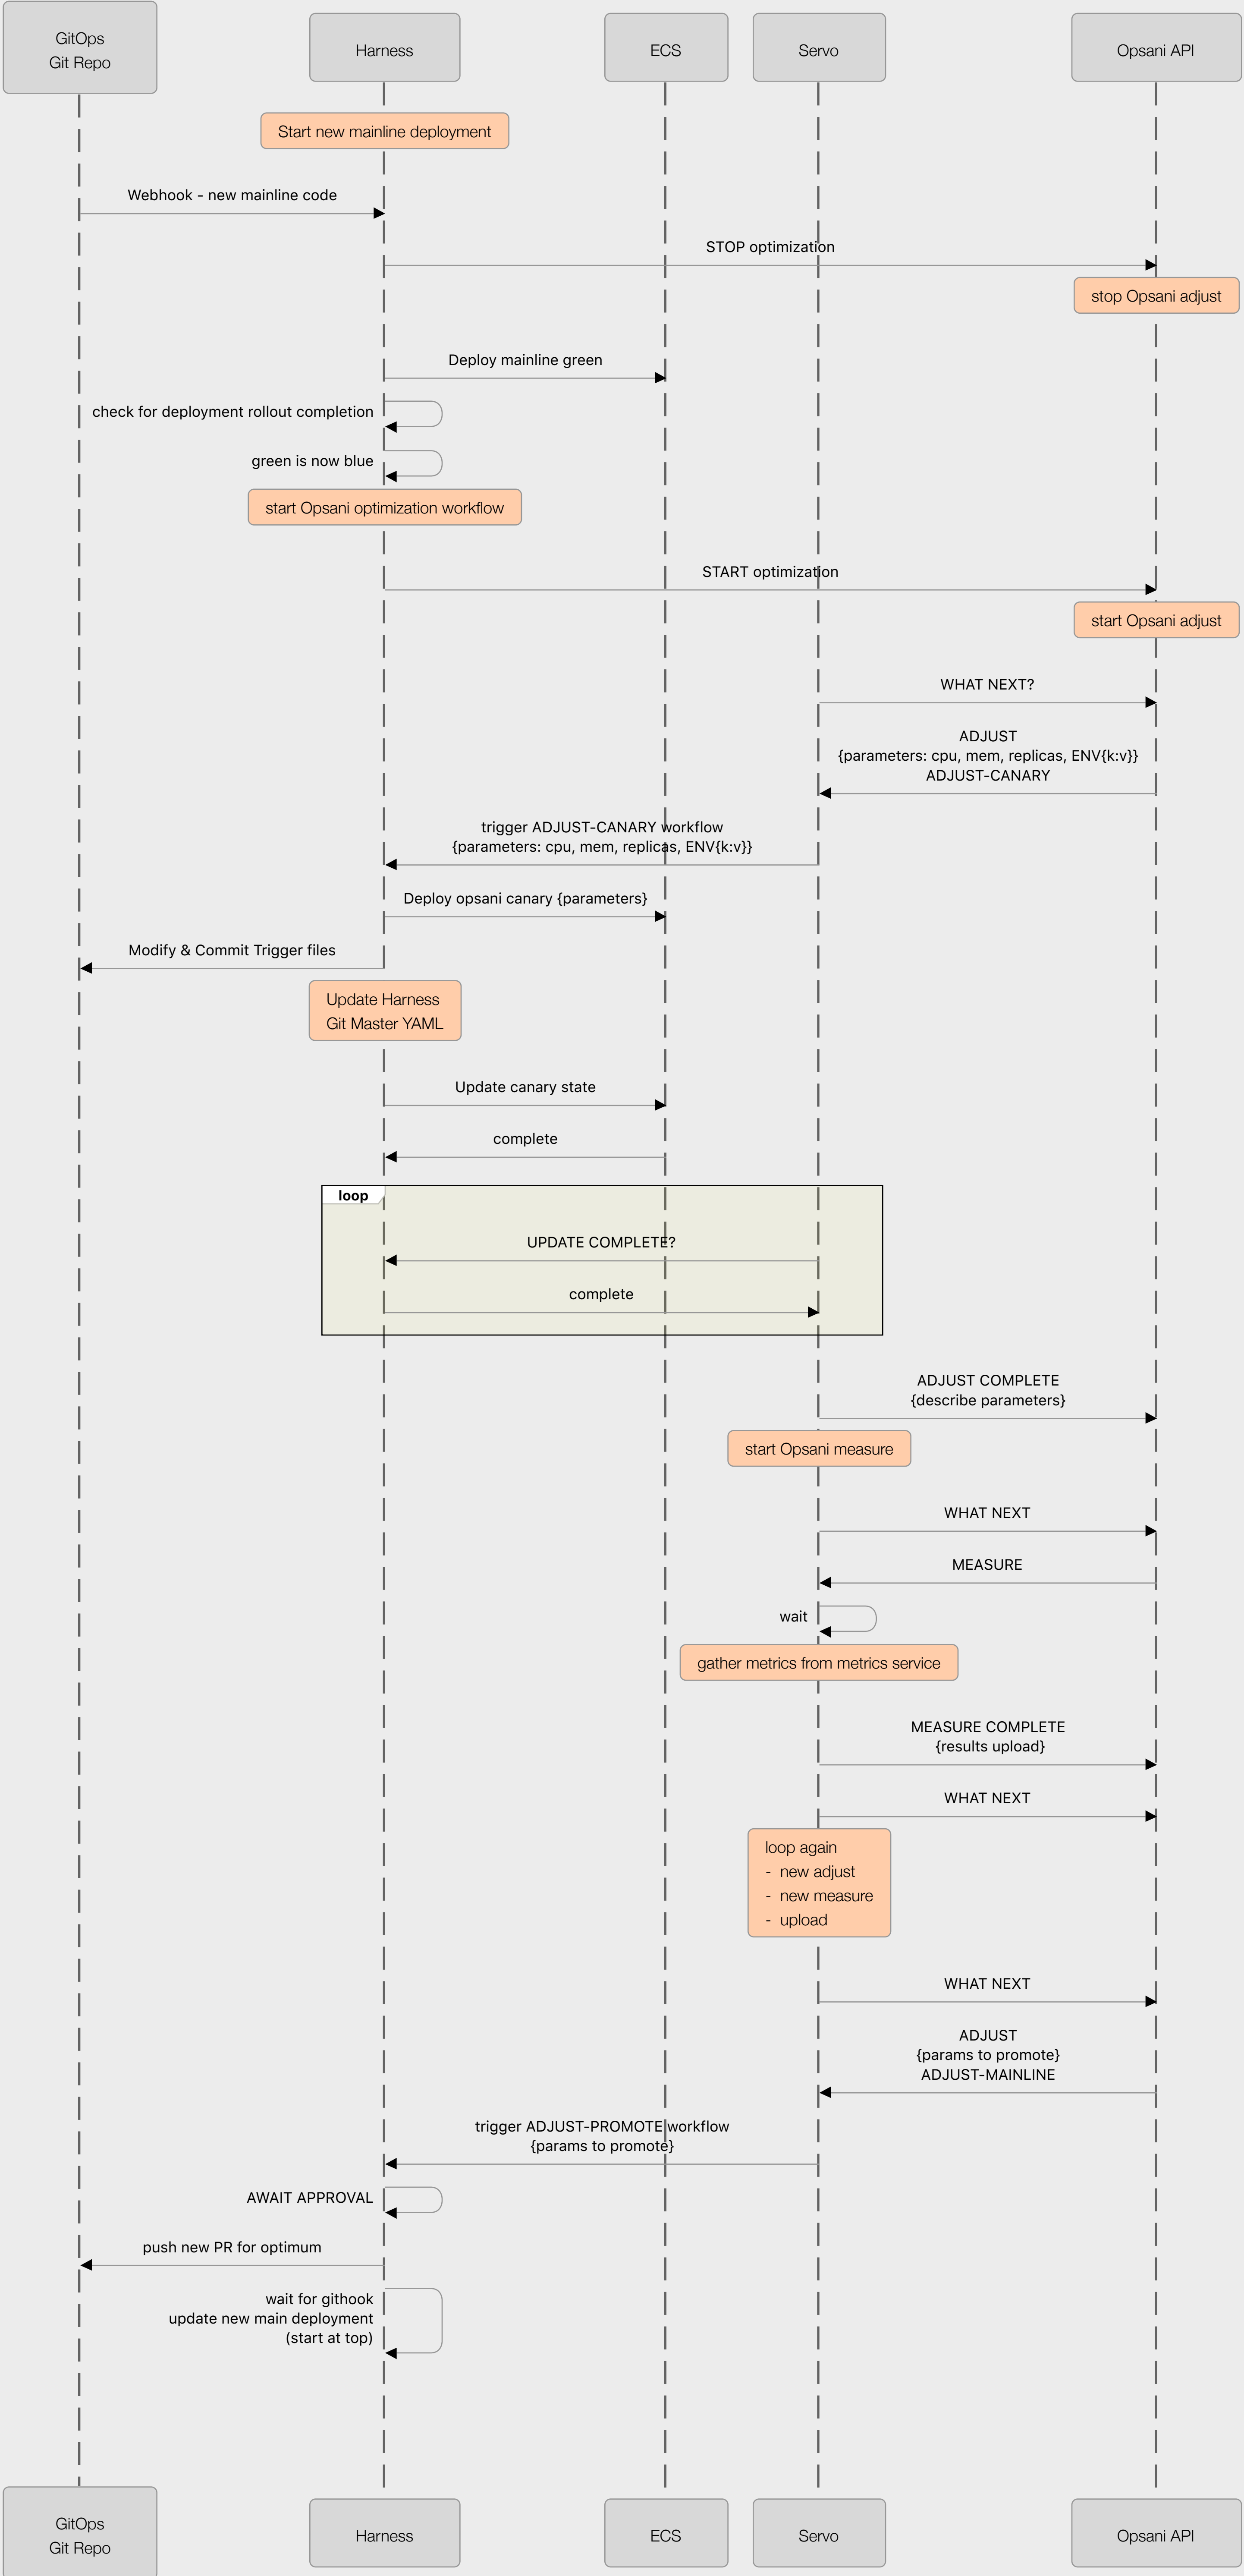 GitOps
Git Repo
Harness
ECS
Servo
Opsani API
Start new mainline deployment
Webhook - new mainline code
STOP optimization
stop Opsani adjust
Deploy mainline green
check for deployment rollout completion
green is now blue
start Opsani optimization workflow
START optimization
start Opsani adjust
WHAT NEXT?
ADJUST
{parameters: cpu, mem, replicas, ENV{k:v}}
ADJUST-CANARY
trigger ADJUST-CANARY workflow
{parameters: cpu, mem, replicas, ENV{k:v}}
Deploy opsani canary {parameters}
Modify & Commit Trigger files
Update Harness
Git Master YAML
Update canary state
complete
loop
UPDATE COMPLETE?
complete
ADJUST COMPLETE
{describe parameters}
start Opsani measure
WHAT NEXT
MEASURE
wait
gather metrics from metrics service
MEASURE COMPLETE
{results upload}
WHAT NEXT
loop again
- new adjust
- new measure
- upload
WHAT NEXT
ADJUST
{params to promote}
ADJUST-MAINLINE
trigger ADJUST-PROMOTE workflow
{params to promote}
AWAIT APPROVAL
push new PR for optimum
wait for githook
update new main deployment
(start at top)
GitOps
Git Repo
Harness
ECS
Servo
Opsani API